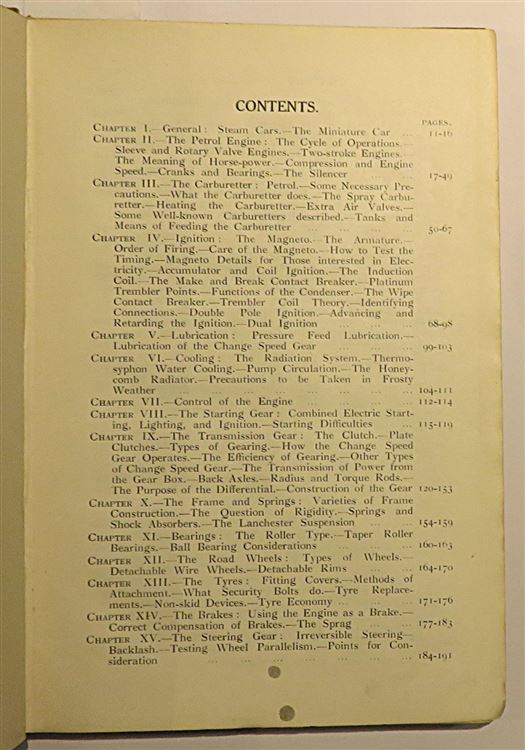 CONTENTS.
PAGES.
CHAPTER I.—General: Steam Cars.—The Miniature Car ... 11-16
CHAPTER II.—The Petrol Engine: The Cycle of Operations.—
Sleeve and Rotary Valve Engines.—Two-stroke Engines.—
The Meaning of Horse-power.—Compression and Engine
Speed.—Cranks and Bearings.—The Silencer ... 17-49
CHAPTER III.—The Carburetter: Petrol.—Some Necessary Pre-
cautions.—What the Carburetter does.—The Spray Carbu-
retter.—Heating the Carburetter.—Extra Air Valves.—
Some Well-known Carburetters described.—Tanks and
Means of Feeding the Carburetter ... ... ... ... 50-67
CHAPTER IV.—Ignition: The Magneto.—The Armature.—
Order of Firing.—Care of the Magneto.—How to Test the
Timing.—Magneto Details for Those interested in Elec-
tricity.—Accumulator and Coil Ignition.—The Induction
Coil.—The Make and Break Contact Breaker.—Platinum
Trembler Points.—Functions of the Condenser.—The Wipe
Contact Breaker.—Trembler Coil Theory.—Identifying
Connections.—Double Pole Ignition.—Advancing and
Retarding the Ignition.—Dual Ignition ... ... ... 68-98
CHAPTER V.—Lubrication: Pressure Feed Lubrication.—
Lubrication of the Change Speed Gear ... ... ... 99-103
CHAPTER VI.—Cooling: The Radiation System.—Thermo-
syphon Water Cooling.—Pump Circulation.—The Honey-
comb Radiator.—Precautions to be Taken in Frosty
Weather ... ... ... ... ... ... ... 104-111
CHAPTER VII.—Control of the Engine ... ... ... ... 112-114
CHAPTER VIII.—The Starting Gear: Combined Electric Start-
ing, Lighting, and Ignition.—Starting Difficulties ... 115-119
CHAPTER IX.—The Transmission Gear: The Clutch.—Plate
Clutches.—Types of Gearing.—How the Change Speed
Gear Operates.—The Efficiency of Gearing.—Other Types
of Change Speed Gear.—The Transmission of Power from
the Gear Box.—Back Axles.—Radius and Torque Rods.—
The Purpose of the Differential.—Construction of the Gear 120-153
CHAPTER X.—The Frame and Springs: Varieties of Frame
Construction.—The Question of Rigidity.—Springs and
Shock Absorbers.—The Lanchester Suspension ... ... 154-159
CHAPTER XI.—Bearings: The Roller Type.—Taper Roller
Bearings.—Ball Bearing Considerations ... ... ... 160-163
CHAPTER XII.—The Road Wheels: Types of Wheels.—
Detachable Wire Wheels.—Detachable Rims ... ... 164-170
CHAPTER XIII.—The Tyres: Fitting Covers.—Methods of
Attachment.—What Security Bolts do.—Tyre Replace-
ments.—Non-skid Devices.—Tyre Economy ... ... ... 171-176
CHAPTER XIV.—The Brakes: Using the Engine as a Brake.—
Correct Compensation of Brakes.—The Sprag ... ... 177-183
CHAPTER XV.—The Steering Gear: Irreversible Steering—
Backlash.—Testing Wheel Parallelism.—Points for Con-
sideration ... ... ... ... ... ... 184-191